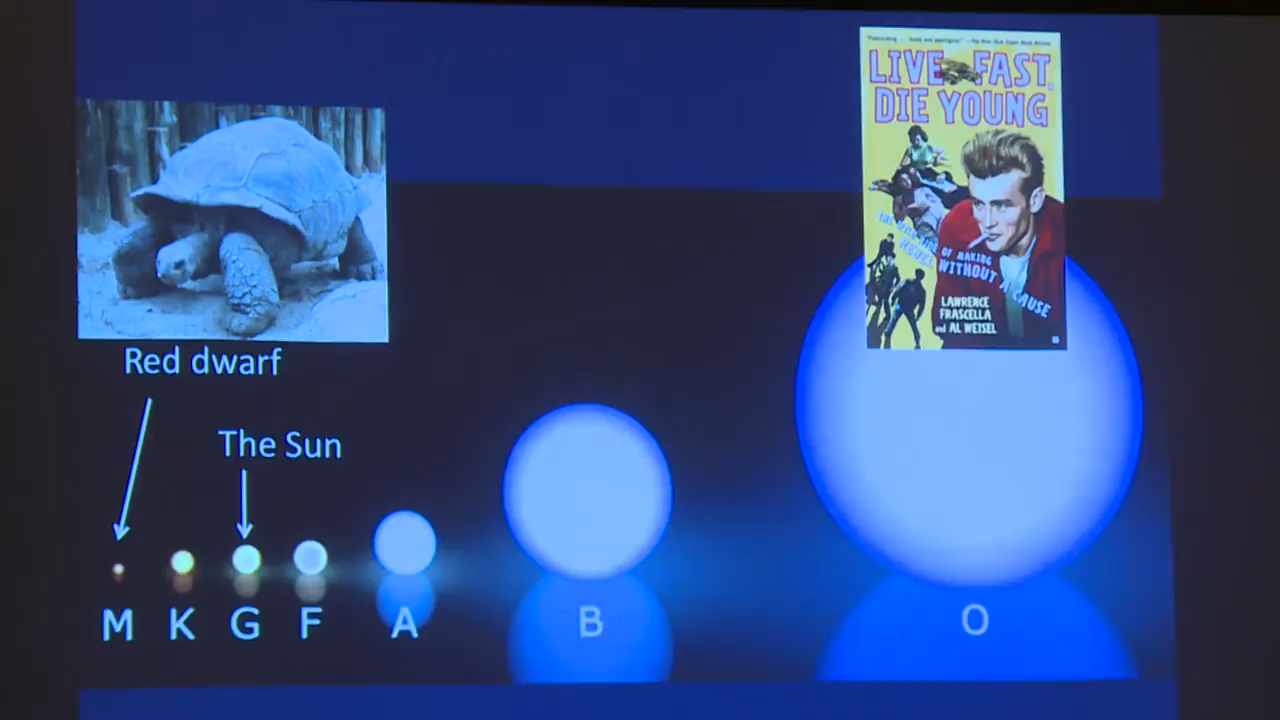 LIVE FAST,
DIE YOUNG
OF MAKING
REBEL
WITHOUT A CAUSE
LAWRENCE
FRASCELLA
and AL WEISEL
Red dwarf
The Sun
M K G F A B O